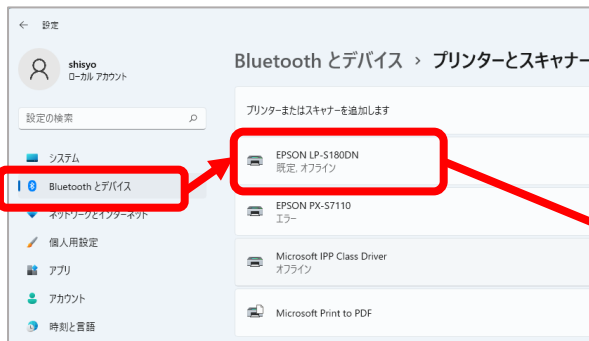 ← 設定
shisyo
ローカル アカウント
Bluetooth とデバイス › プリンターとスキャナー
設定の検索
プリンターまたはスキャナーを追加します
システム
EPSON LP-S180DN
既定, オフライン
Bluetooth とデバイス
ネットワークとインターネット
EPSON PX-S7110
エラー
個人用設定
Microsoft IPP Class Driver
オフライン
アプリ
アカウント
Microsoft Print to PDF
時刻と言語